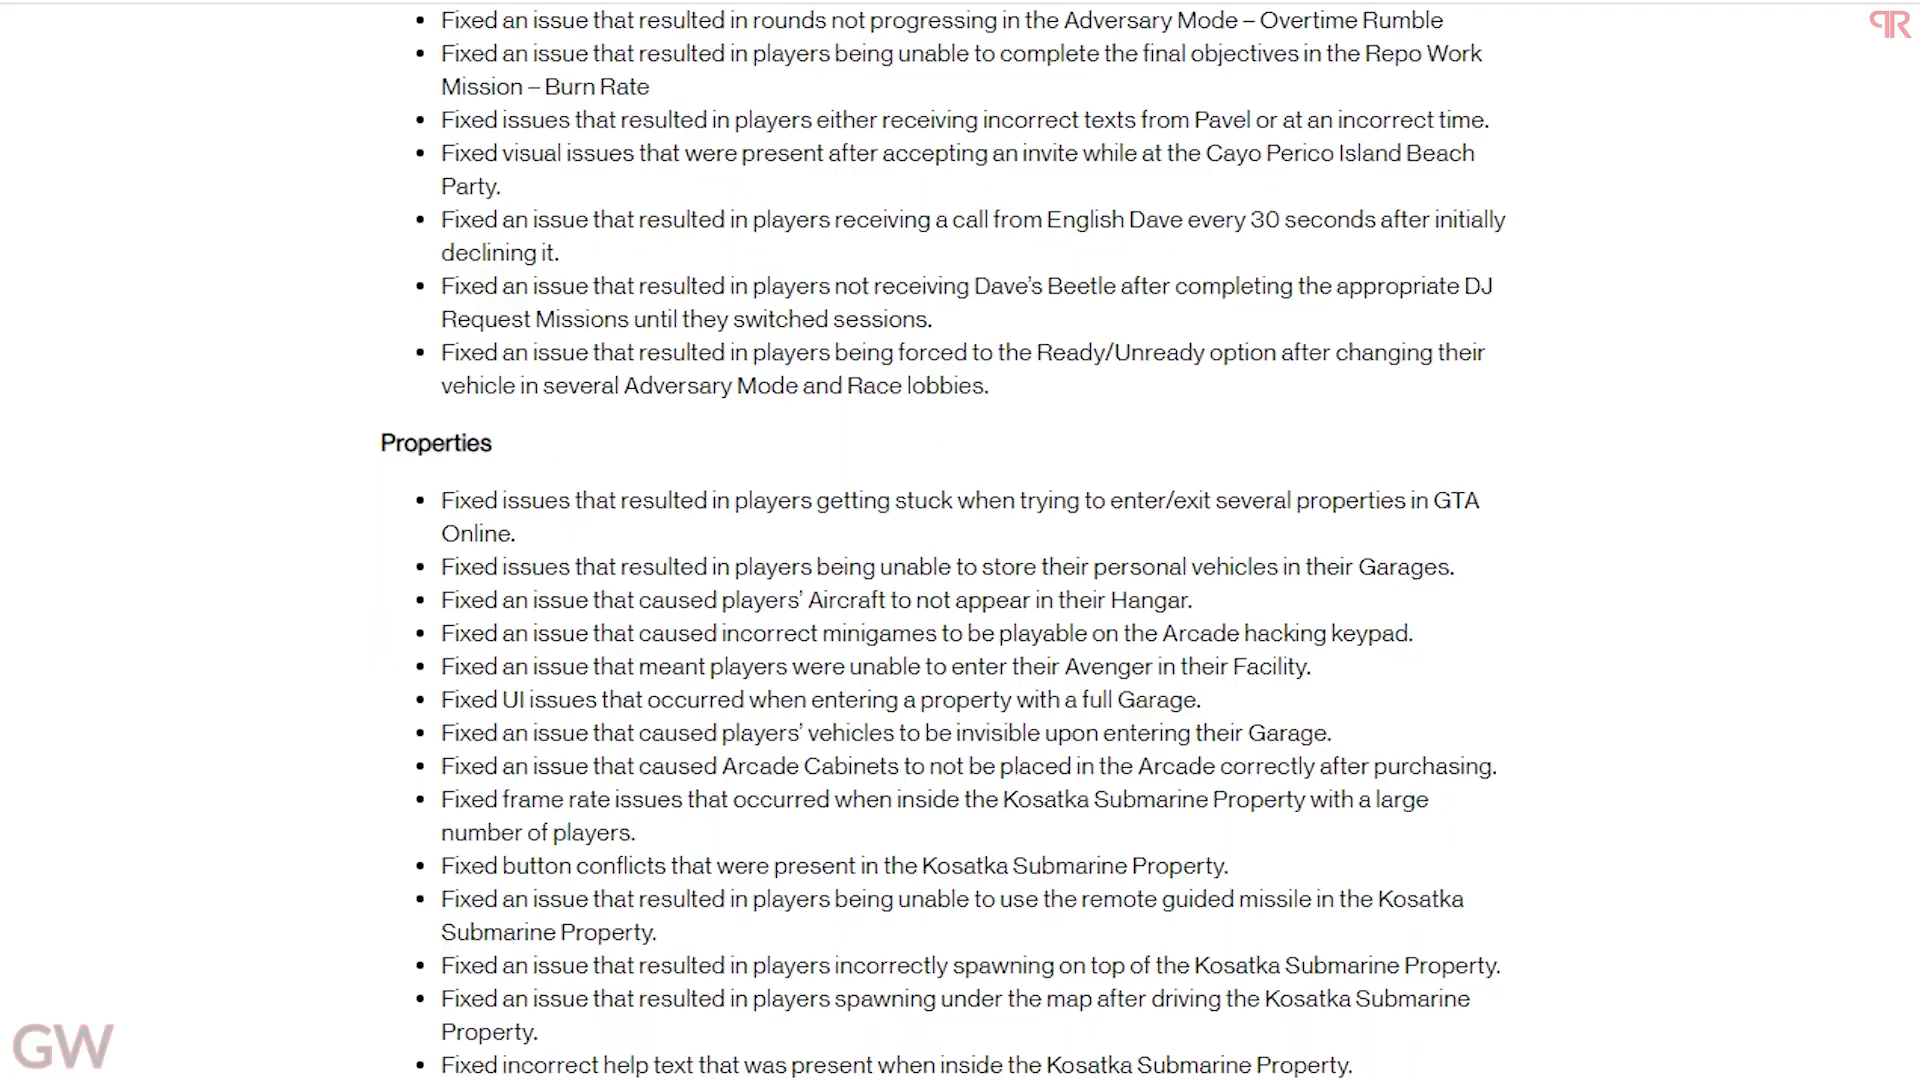 • Fixed an issue that resulted in rounds not progressing in the Adversary Mode – Overtime Rumble
• Fixed an issue that resulted in players being unable to complete the final objectives in the Repo Work
Mission – Burn Rate
• Fixed issues that resulted in players either receiving incorrect texts from Pavel or at an incorrect time.
• Fixed visual issues that were present after accepting an invite while at the Cayo Perico Island Beach
Party.
• Fixed an issue that resulted in players receiving a call from English Dave every 30 seconds after initially
declining it.
• Fixed an issue that resulted in players not receiving Dave’s Beetle after completing the appropriate DJ
Request Missions until they switched sessions.
• Fixed an issue that resulted in players being forced to the Ready/Unready option after changing their
vehicle in several Adversary Mode and Race lobbies.
Properties
• Fixed issues that resulted in players getting stuck when trying to enter/exit several properties in GTA
Online.
• Fixed issues that resulted in players being unable to store their personal vehicles in their Garages.
• Fixed an issue that caused players’ Aircraft to not appear in their Hangar.
• Fixed an issue that caused incorrect minigames to be playable on the Arcade hacking keypad.
• Fixed an issue that meant players were unable to enter their Avenger in their Facility.
• Fixed UI issues that occurred when entering a property with a full Garage.
• Fixed an issue that caused players’ vehicles to be invisible upon entering their Garage.
• Fixed an issue that caused Arcade Cabinets to not be placed in the Arcade correctly after purchasing.
• Fixed frame rate issues that occurred when inside the Kosatka Submarine Property with a large
number of players.
• Fixed button conflicts that were present in the Kosatka Submarine Property.
• Fixed an issue that resulted in players being unable to use the remote guided missile in the Kosatka
Submarine Property.
• Fixed an issue that resulted in players incorrectly spawning on top of the Kosatka Submarine Property.
• Fixed an issue that resulted in players spawning under the map after driving the Kosatka Submarine
Property.
• Fixed incorrect help text that was present when inside the Kosatka Submarine Property.
GW